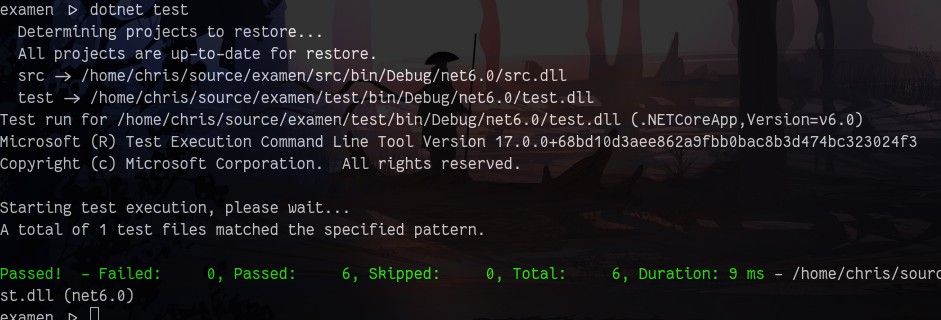 examen ▷ dotnet test
  Determining projects to restore...
  All projects are up-to-date for restore.
  src -> /home/chris/source/examen/src/bin/Debug/net6.0/src.dll
  test -> /home/chris/source/examen/test/bin/Debug/net6.0/test.dll
Test run for /home/chris/source/examen/test/bin/Debug/net6.0/test.dll (.NETCoreApp,Version=v6.0)
Microsoft (R) Test Execution Command Line Tool Version 17.0.0+68bd10d3aee862a9fbb0bac8b3d474bc323024f3
Copyright (c) Microsoft Corporation.  All rights reserved.

Starting test execution, please wait...
A total of 1 test files matched the specified pattern.

Passed!  - Failed:     0, Passed:     6, Skipped:     0, Total:     6, Duration: 9 ms - /home/chris/sourc
st.dll (net6.0)
examen ▷